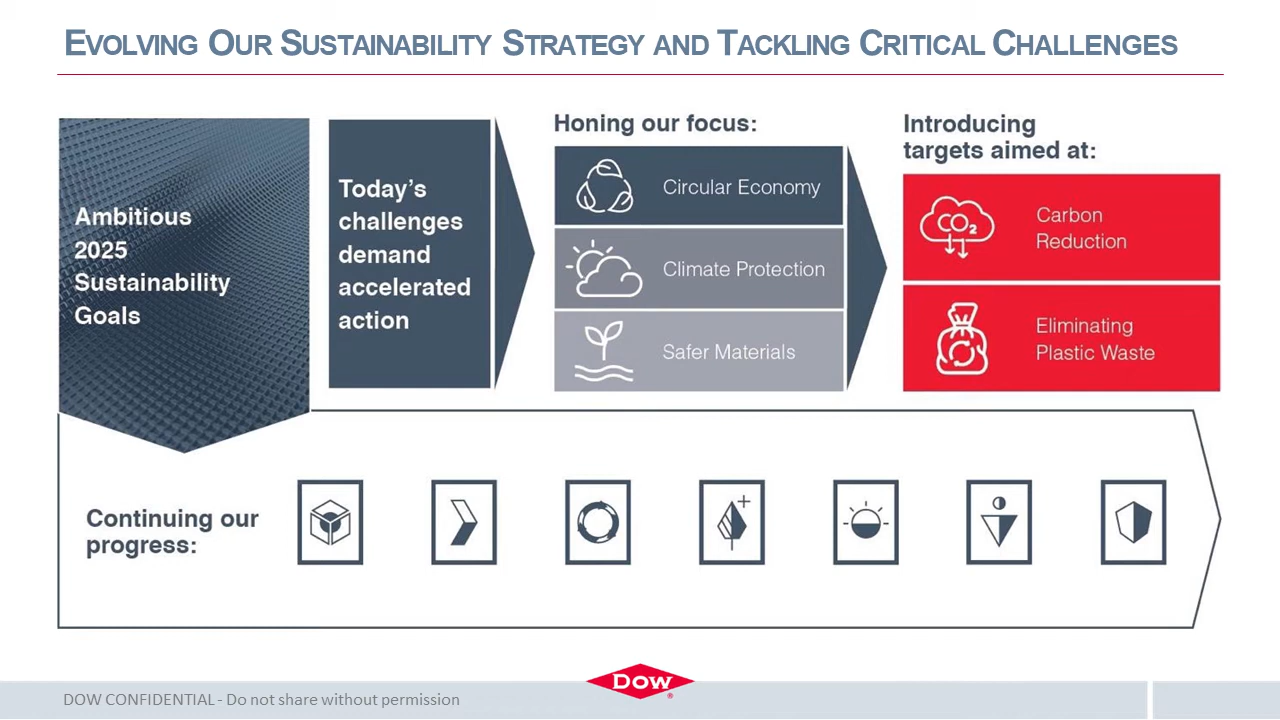 EVOLVING OUR SUSTAINABILITY STRATEGY AND TACKLING CRITICAL CHALLENGES
Ambitious
2025
Sustainability
Goals
Today's
challenges
demand
accelerated
action
Honing our focus:
Circular Economy
Climate Protection
Safer Materials
Introducing
targets aimed at:
CO2
Carbon
Reduction
Eliminating
Plastic Waste
Continuing our
progress:
DOW CONFIDENTIAL - Do not share without permission
DOW®